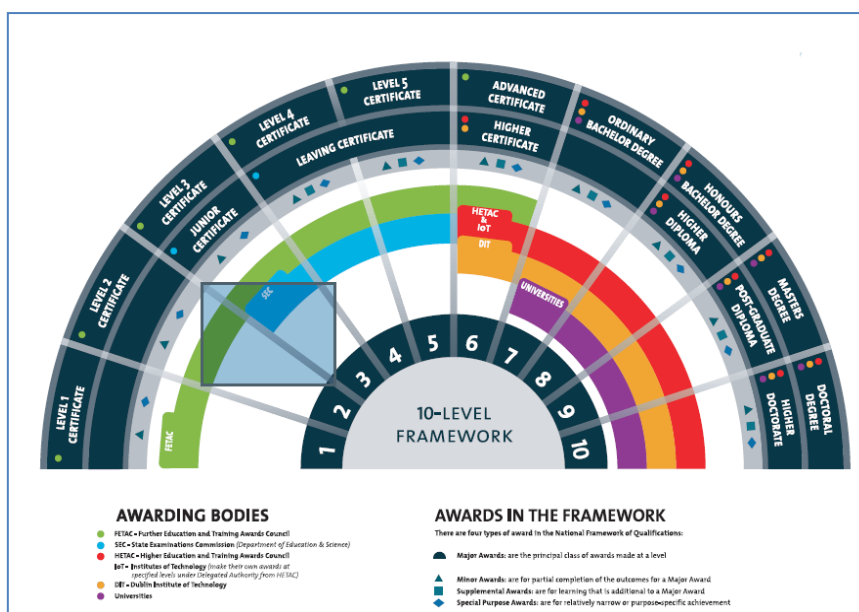 LEVEL 1
CERTIFICATE
LEVEL 2
CERTIFICATE
LEVEL 3
CERTIFICATE
JUNIOR
CERTIFICATE
LEVEL 4
CERTIFICATE
LEVEL 5
CERTIFICATE
LEAVING CERTIFICATE
ADVANCED
CERTIFICATE
HIGHER
CERTIFICATE
ORDINARY
BACHELOR DEGREE
HONOURS
BACHELOR DEGREE
HIGHER
DIPLOMA
MASTERS
DEGREE
POST-GRADUATE
DIPLOMA
DOCTORAL
DEGREE
HIGHER
DOCTORATE
FETAC
SEC
HETAC
&
IoT
DIT
UNIVERSITIES
1
2
3
4
5
6
7
8
9
10
10-LEVEL
FRAMEWORK
AWARDING BODIES
FETAC - Further Education and Training Awards Council
SEC - State Examinations Commission (Department of Education & Science)
HETAC - Higher Education and Training Awards Council
IoT - Institutes of Technology (make their own awards at
specified levels under Delegated Authority from HETAC)
DIT - Dublin Institute of Technology
Universities
AWARDS IN THE FRAMEWORK
There are four types of award in the National Framework of Qualifications:
Major Awards: are the principal class of awards made at a level
Minor Awards: are for partial completion of the outcomes for a Major Award
Supplemental Awards: are for learning that is additional to a Major Award
Special Purpose Awards: are for relatively narrow or purpose-specific achievement